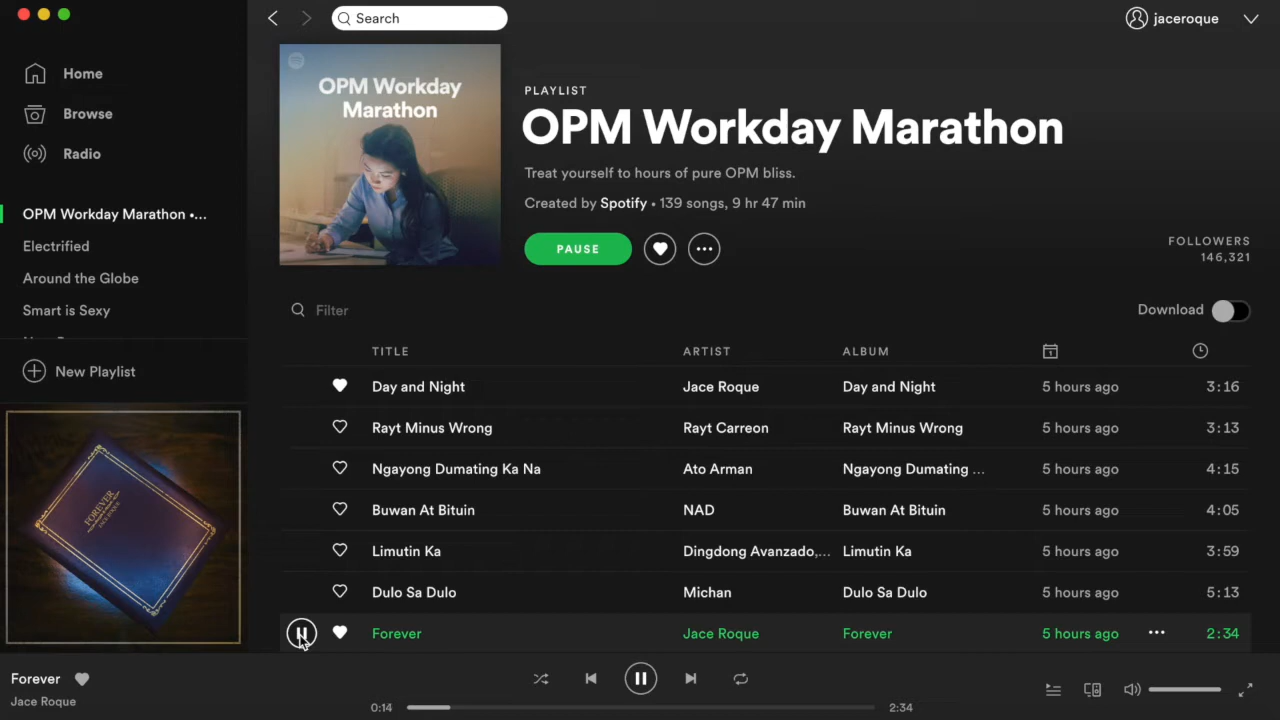 Search
jaceroque
Home
Browse
Radio
OPM Workday Marathon •...
Electrified
Around the Globe
Smart is Sexy
New Playlist
FOREVER
JACE ROQUE
OPM Workday
Marathon
PLAYLIST
OPM Workday Marathon
Treat yourself to hours of pure OPM bliss.
Created by Spotify • 139 songs, 9 hr 47 min
PAUSE
FOLLOWERS
146,321
Filter
Download
TITLE ARTIST ALBUM
Day and Night Jace Roque Day and Night 5 hours ago 3:16
Rayt Minus Wrong Rayt Carreon Rayt Minus Wrong 5 hours ago 3:13
Ngayong Dumating Ka Na Ato Arman Ngayong Dumating ... 5 hours ago 4:15
Buwan At Bituin NAD Buwan At Bituin 5 hours ago 4:05
Limutin Ka Dingdong Avanzado,... Limutin Ka 5 hours ago 3:59
Dulo Sa Dulo Michan Dulo Sa Dulo 5 hours ago 5:13
Forever Jace Roque Forever 5 hours ago 2:34
Forever
Jace Roque
0:14 2:34